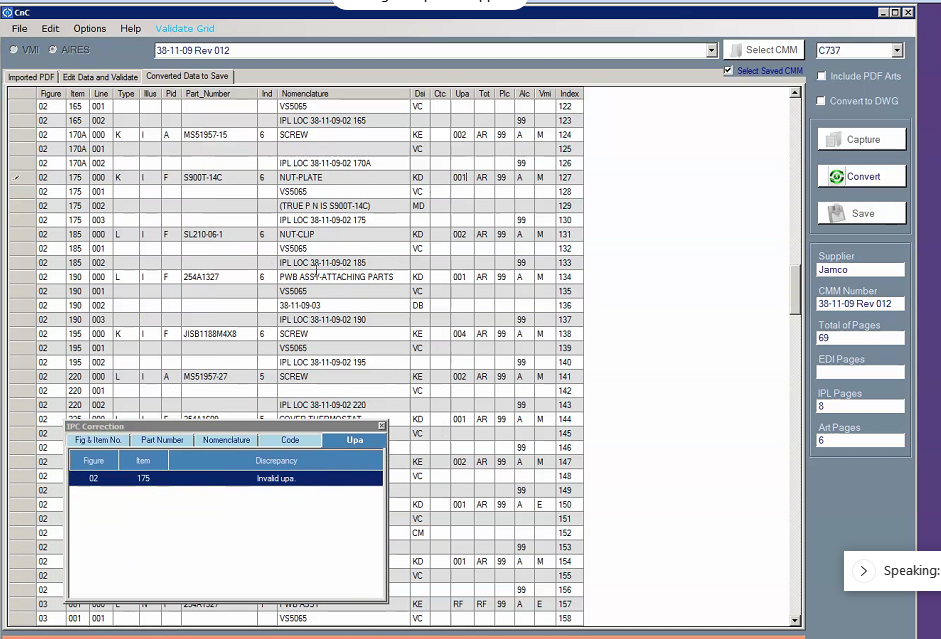 CnC
File Edit Options Help Validate Grid
VMI AIRES 38-11-09 Rev 012 Select CMM C737
Select Saved CMM
Imported PDF Edit Data and Validate Converted Data to Save
Figure Item Line Type Illus Pid Part_Number Ind Nomenclature Dsi Ctc Upa Tot Plc Alc Vmi Index
02 165 001 VS5065 VC 122
02 165 002 IPL LOC 38-11-09-02 165 99 123
02 170A 000 K I A MS51957-15 6 SCREW KE 002 AR 99 A M 124
02 170A 001 VC 125
02 170A 002 IPL LOC 38-11-09-02 170A 99 126
02 175 000 K I F S900T-14C 6 NUT-PLATE KD 001 AR 99 A M 127
02 175 001 VS5065 VC 128
02 175 002 (TRUE P N IS S900T-14C) MD 129
02 175 003 IPL LOC 38-11-09-02 175 99 130
02 185 000 L I F SL210-06-1 6 NUT-CLIP KD 002 AR 99 A M 131
02 185 001 VS5065 VC 132
02 185 002 IPL LOC 38-11-09-02 185 99 133
02 190 000 L I F 254A1327 6 PWB ASSY-ATTACHING PARTS KD 001 AR 99 A M 134
02 190 001 VS5065 VC 135
02 190 002 38-11-09-03 DB 136
02 190 003 IPL LOC 38-11-09-02 190 99 137
02 195 000 K I F JISB1188M4X8 6 SCREW KE 004 AR 99 A M 138
02 195 001 VS5065 VC 139
02 195 002 IPL LOC 38-11-09-02 195 99 140
02 220 000 L I A MS51957-27 5 SCREW KE 002 AR 99 A M 141
02 220 001 VC 142
02 220 002 IPL LOC 38-11-09-02 220 99 143
02 KD 001 AR 99 A M 144
02 VC 145
02 99 146
02 KE 002 AR 99 A M 147
02 VC 148
02 99 149
02 KD 001 AR 99 A E 150
02 VC 151
02 CM 152
02 99 153
02 KD 001 AR 99 A M 154
02 VC 155
02 99 156
03 KE RF RF 99 A E 157
03 001 001 VS5065 VC 158
IPC Correction
Fig & Item No. Part Number Nomenclature Code Upa
Figure Item Discrepancy
02 175 Invalid upa.
Include PDF Arts
Convert to DWG
Capture
Convert
Save
Supplier
Jamco
CMM Number
38-11-09 Rev 012
Total of Pages
69
EDI Pages
IPL Pages
8
Art Pages
6
Speaking: